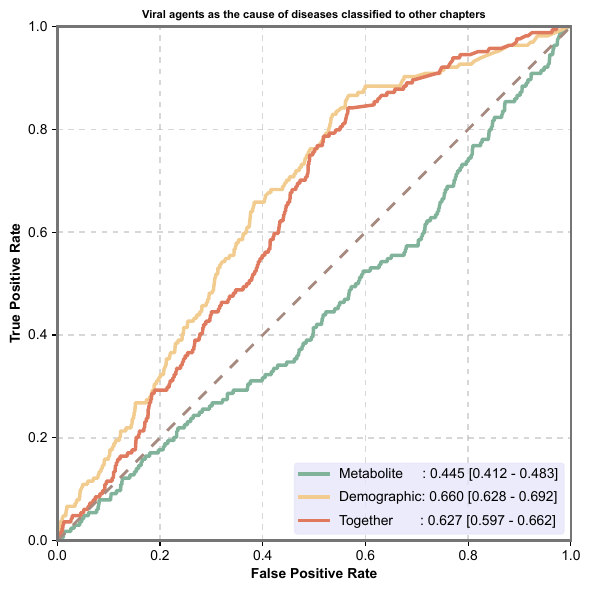 Viral agents as the cause of diseases classified to other chapters
1.0
0.8
0.6
0.4
0.2
0.0
True Positive Rate
Metabolite : 0.445 [0.412 - 0.483]
Demographic: 0.660 [0.628 - 0.692]
Together : 0.627 [0.597 - 0.662]
0.0 0.2 0.4 0.6 0.8 1.0
False Positive Rate